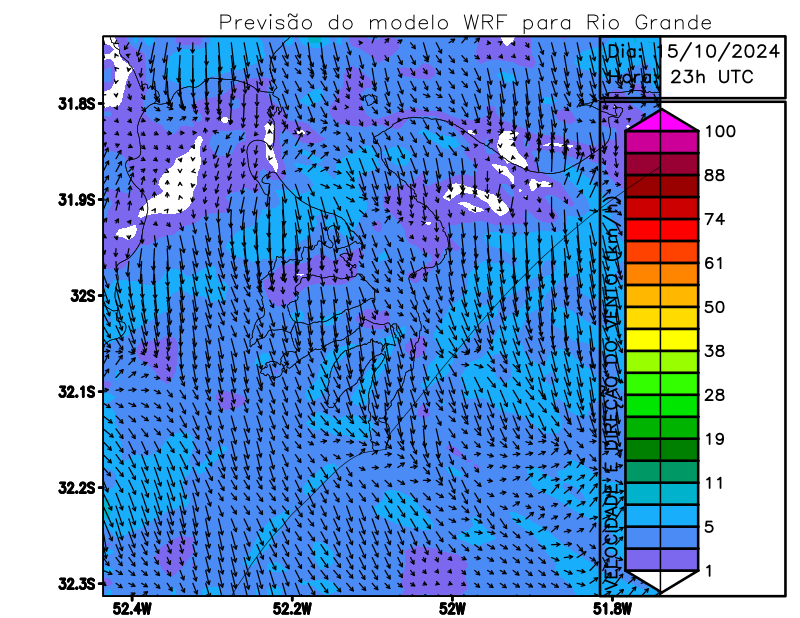 Previsão do modelo WRF para Rio Grande
Dia: 15/10/2024
Hora: 23h UTC
31.8S
31.9S
32S
32.1S
32.2S
32.3S
52.4W
52.2W
52W
51.8W
VELOCIDADE E DIREÇÃO DO VENTO (km/h)
100
88
74
61
50
38
28
19
11
5
1